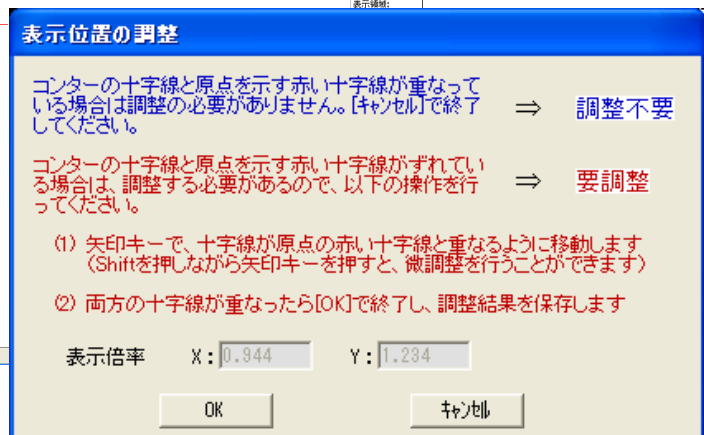 表示領域:
表示位置の調整
コンターの十字線と原点を示す赤い十字線が重なって
いる場合は調整の必要がありません。[ｷｬﾝｾﾙ]で終了
してください。
⇒ 調整不要
コンターの十字線と原点を示す赤い十字線がずれてい
る場合は、調整する必要があるので、以下の操作を行
ってください。
⇒ 要調整
(1) 矢印キーで、十字線が原点の赤い十字線と重なるように移動します
(Shiftを押しながら矢印キーを押すと、微調整を行うことができます)
(2) 両方の十字線が重なったら[OK]で終了し、調整結果を保存します
表示倍率 X: 0.944 Y: 1.234
OK ｷｬﾝｾﾙ